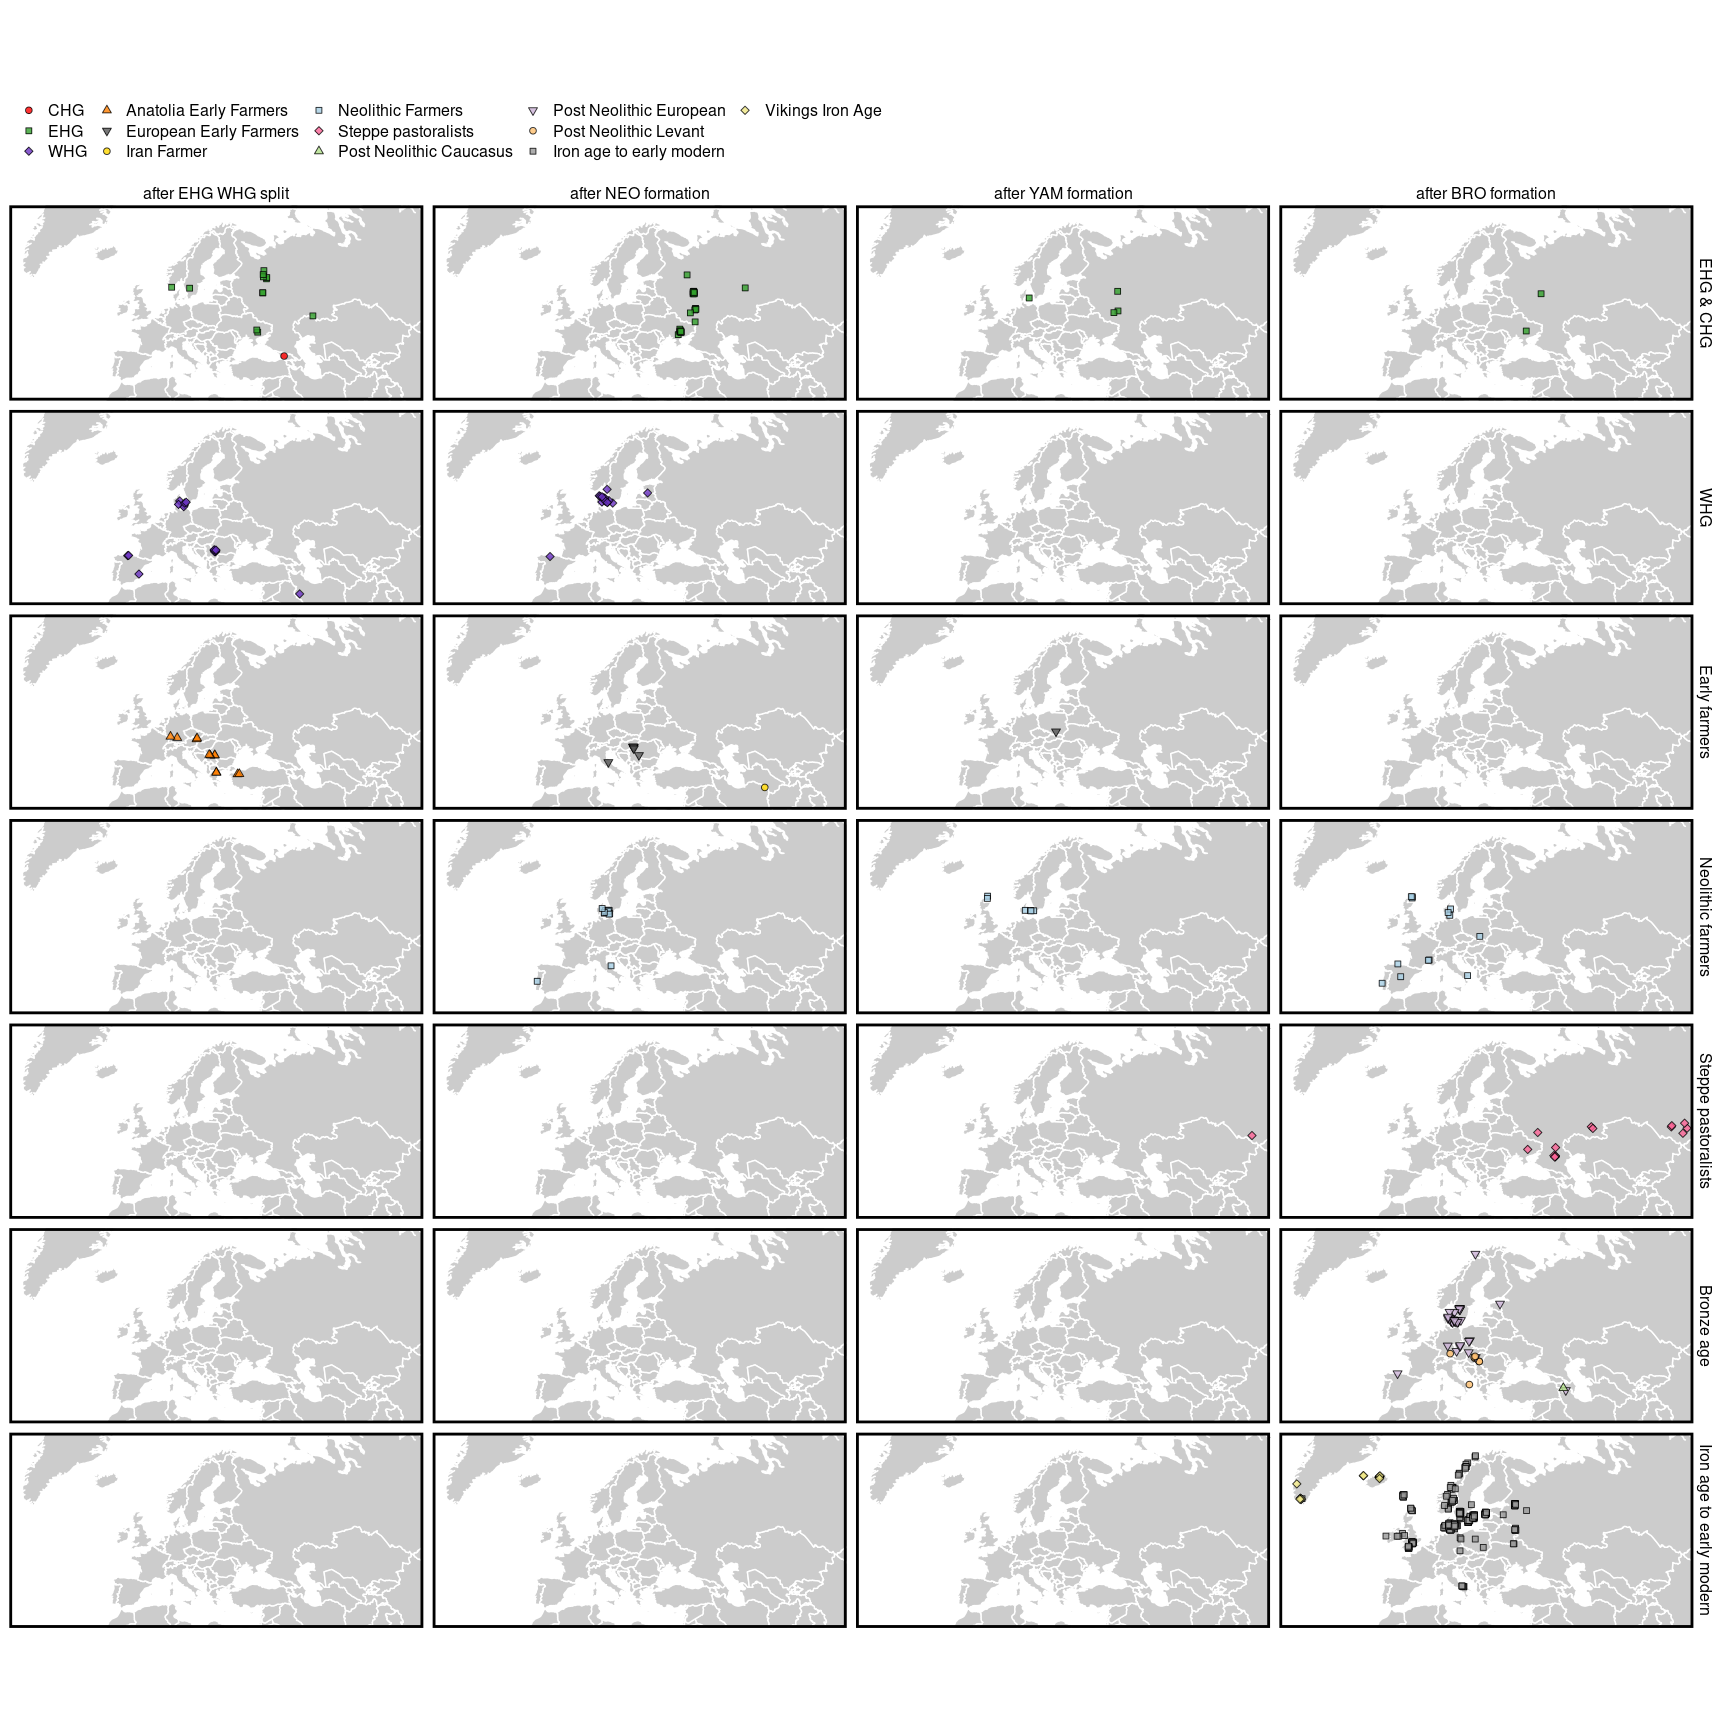 CHG Anatolia Early Farmers Neolithic Farmers Post Neolithic European Vikings Iron Age
EHG European Early Farmers Steppe pastoralists Post Neolithic Levant
WHG Iran Farmer Post Neolithic Caucasus Iron age to early modern
after EHG WHG split after NEO formation after YAM formation after BRO formation
EHG & CHG
WHG
Early farmers
Neolithic farmers
Steppe pastoralists
Bronze age
Iron age to early modern